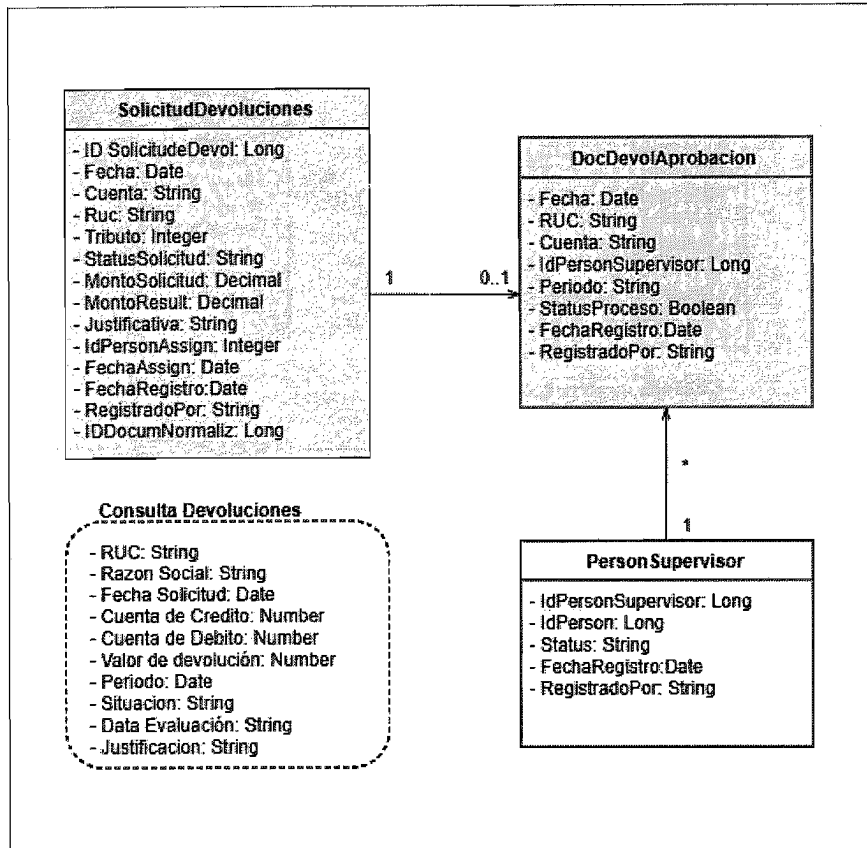 SolicitudDevoluciones
- ID SolicitudeDevol: Long
- Fecha: Date
- Cuenta: String
- Ruc: String
- Tributo: Integer
- StatusSolicitud: String
- MontoSolicitud: Decimal
- MontoResult: Decimal
- Justificativa: String
- IdPersonAssign: Integer
- FechaAssign: Date
- FechaRegistro:Date
- RegistradoPor: String
- IDDocumNormaliz: Long
1
0..1
DocDevolAprobacion
- Fecha: Date
- RUC: String
- Cuenta: String
- IdPersonSupervisor: Long
- Periodo: String
- StatusProceso: Boolean
- FechaRegistro:Date
- RegistradoPor: String
*
1
Consulta Devoluciones
- RUC: String
- Razon Social: String
- Fecha Solicitud: Date
- Cuenta de Credito: Number
- Cuenta de Debito: Number
- Valor de devolución: Number
- Periodo: Date
- Situacion: String
- Data Evaluación: String
- Justificacion: String
PersonSupervisor
- IdPersonSupervisor: Long
- IdPerson: Long
- Status: String
- FechaRegistro:Date
- RegistradoPor: String